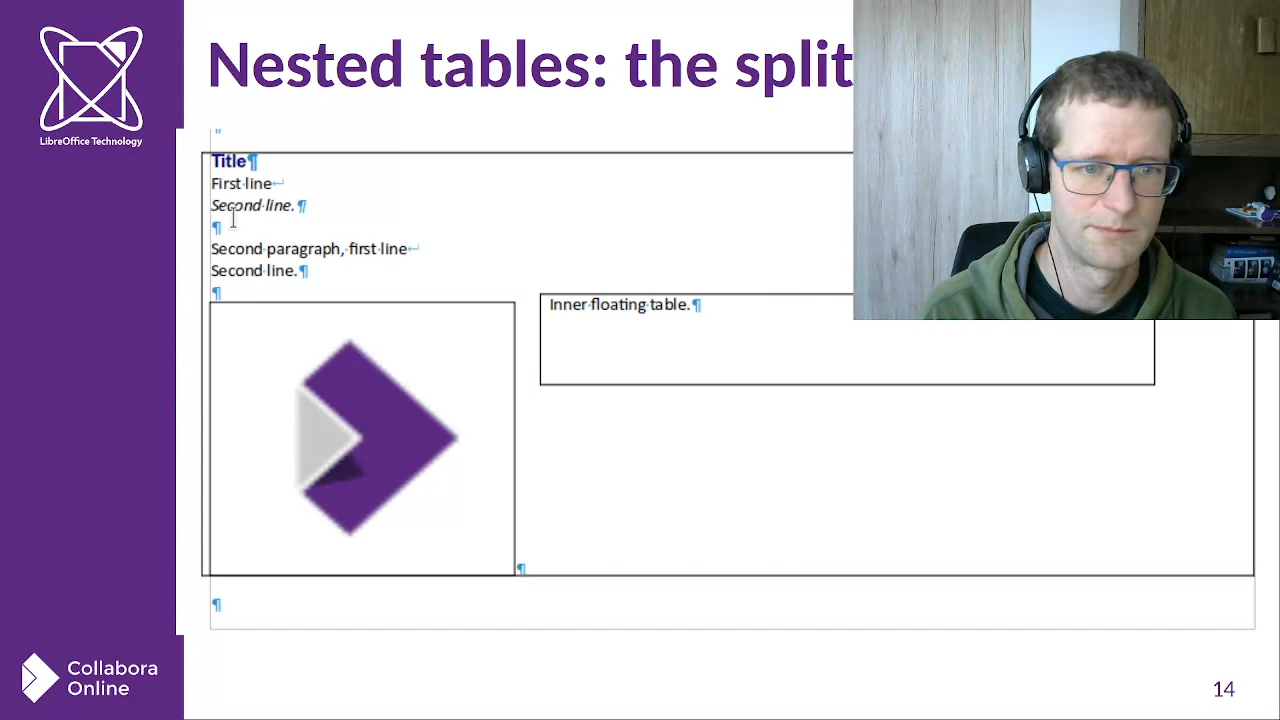 LibreOffice Technology
Nested tables: the split
Title¶
First·line↵
Second·line.¶
¶
Second·paragraph,·first·line↵
Second·line.¶
¶
Inner·floating·table.¶
¶
¶
Collabora
Online
14